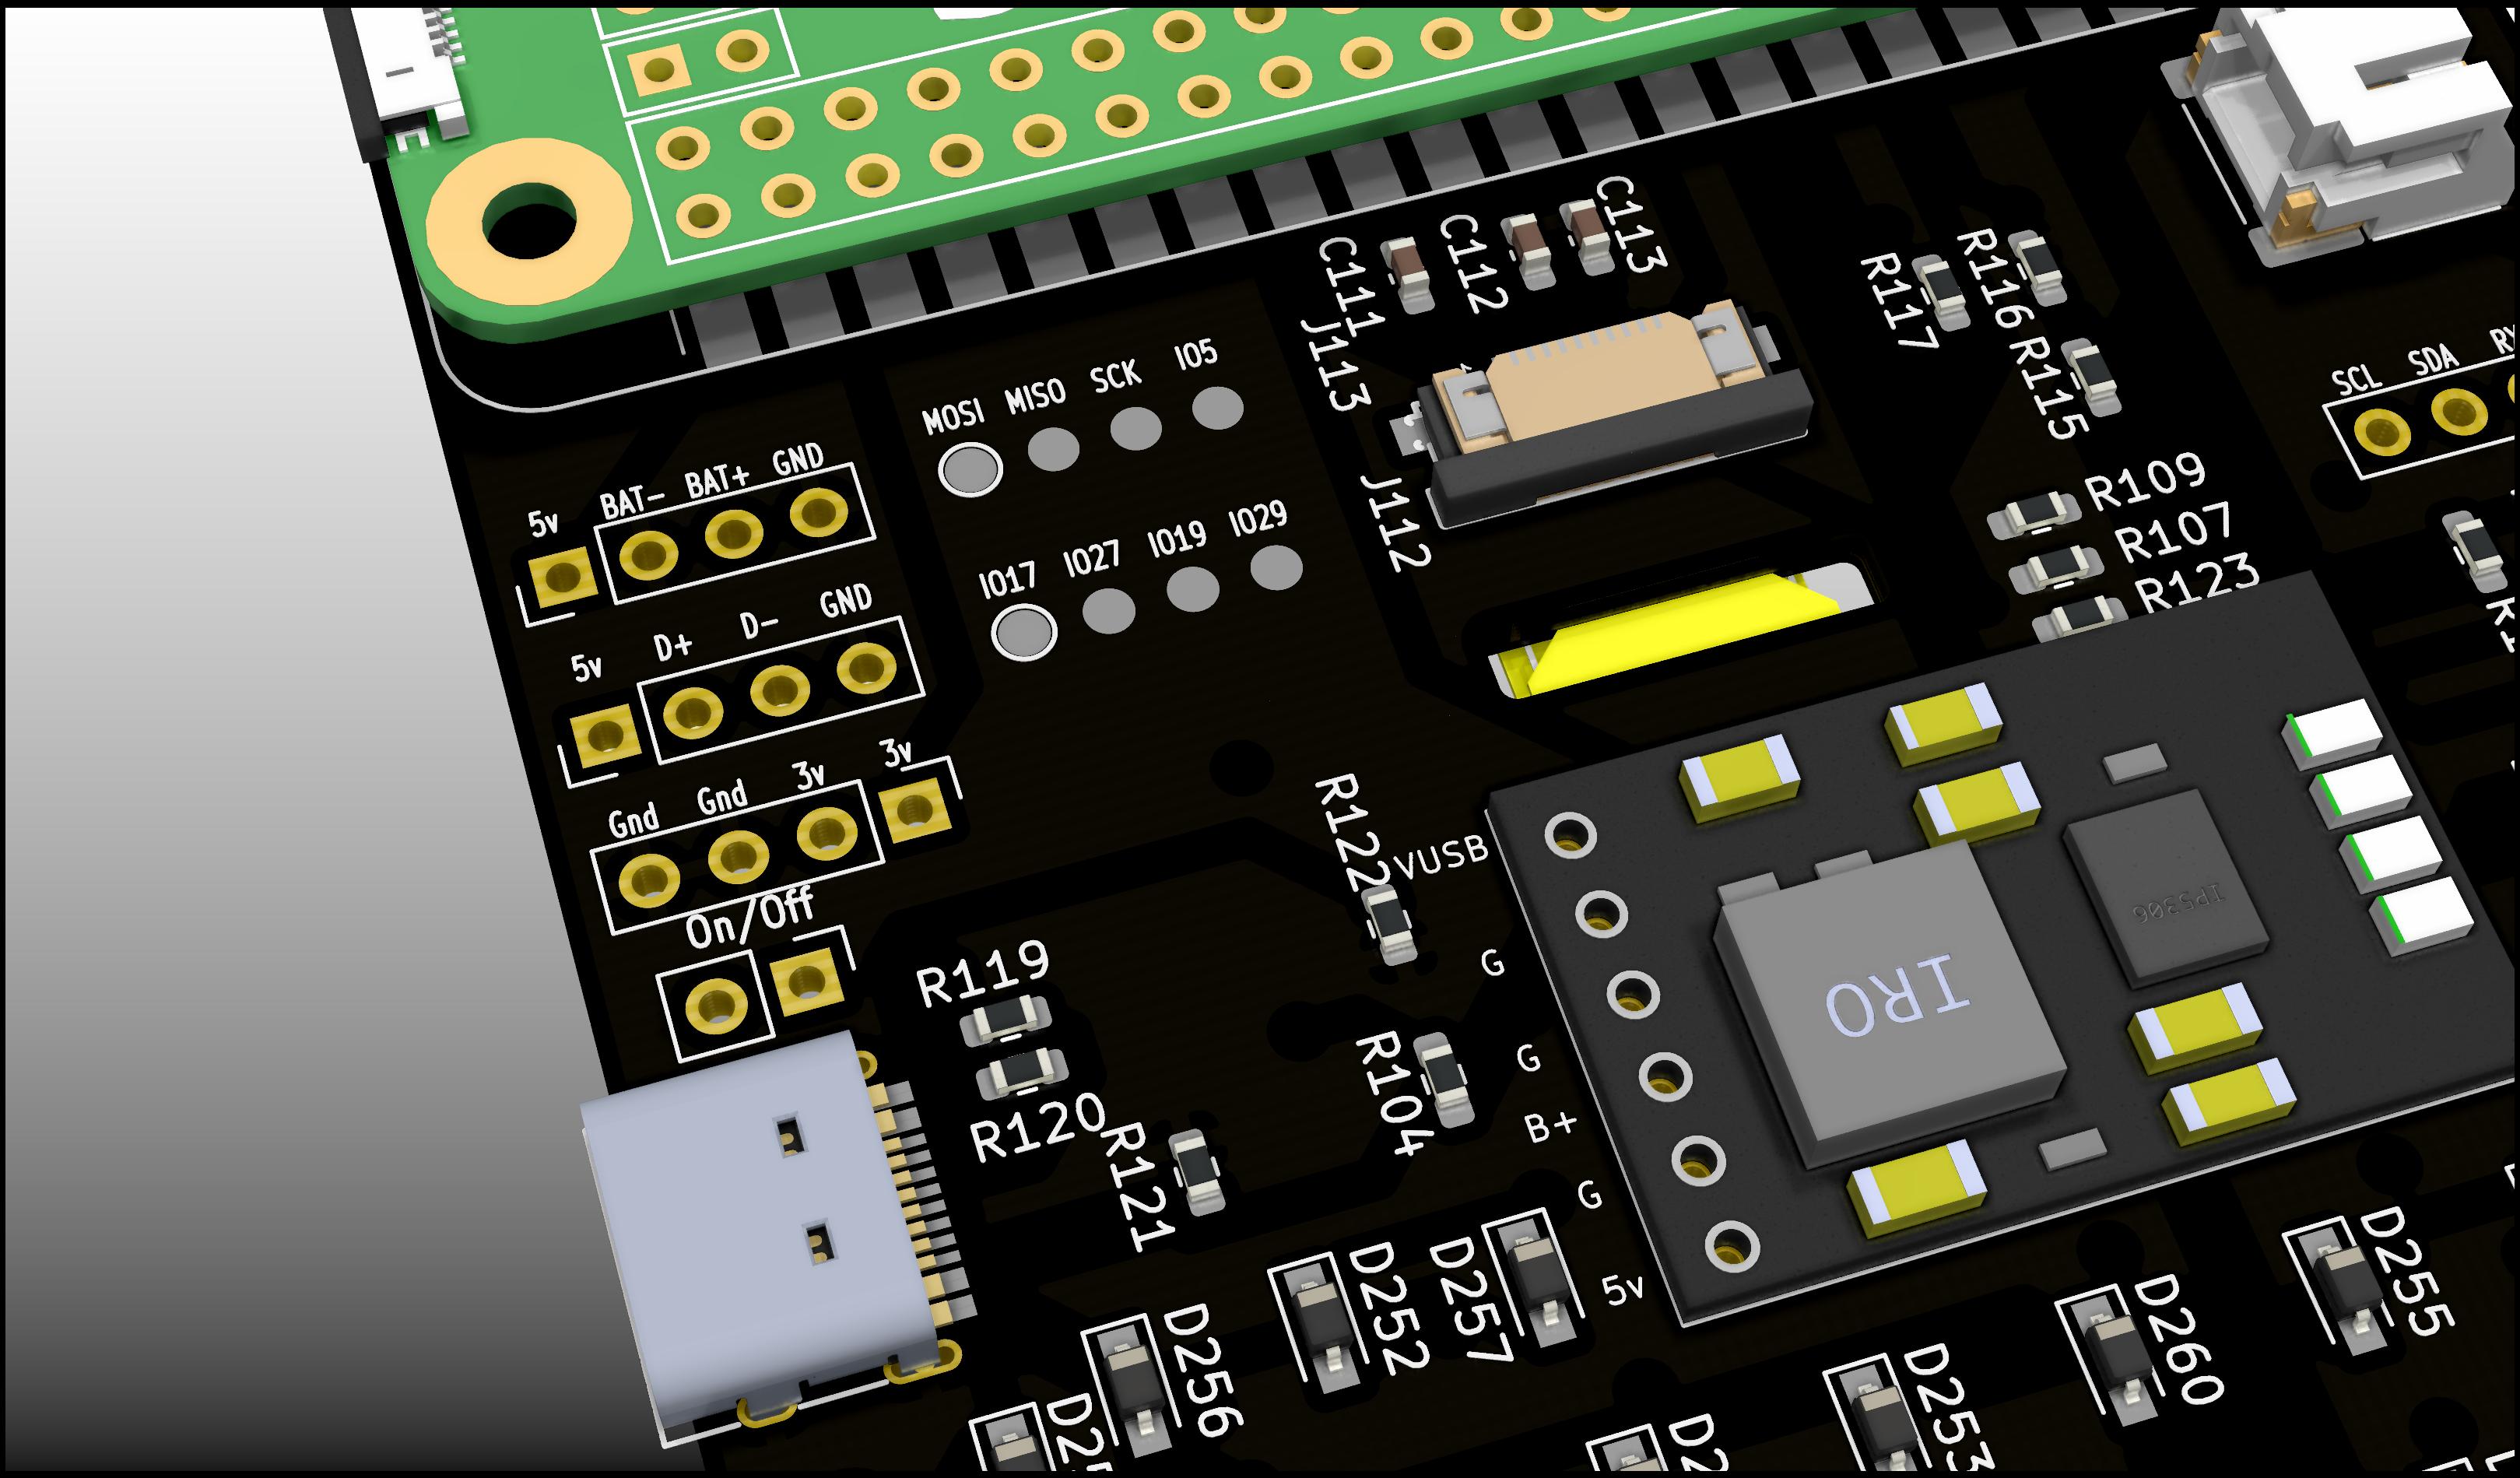 C111
C112
C113
J113
J112
R117
R116
R115
SCL
SDA
MOSI
MISO
SCK
IO5
IO17
IO27
IO19
IO29
5v
BAT-
BAT+
GND
5v
D+
D-
GND
Gnd
Gnd
3v
3v
On/Off
R109
R107
R123
R122
VUSB
G
G
B+
G
5v
R119
R120
R121
R104
IRO
IP5306
D252
D257
D256
D255
D260
D253